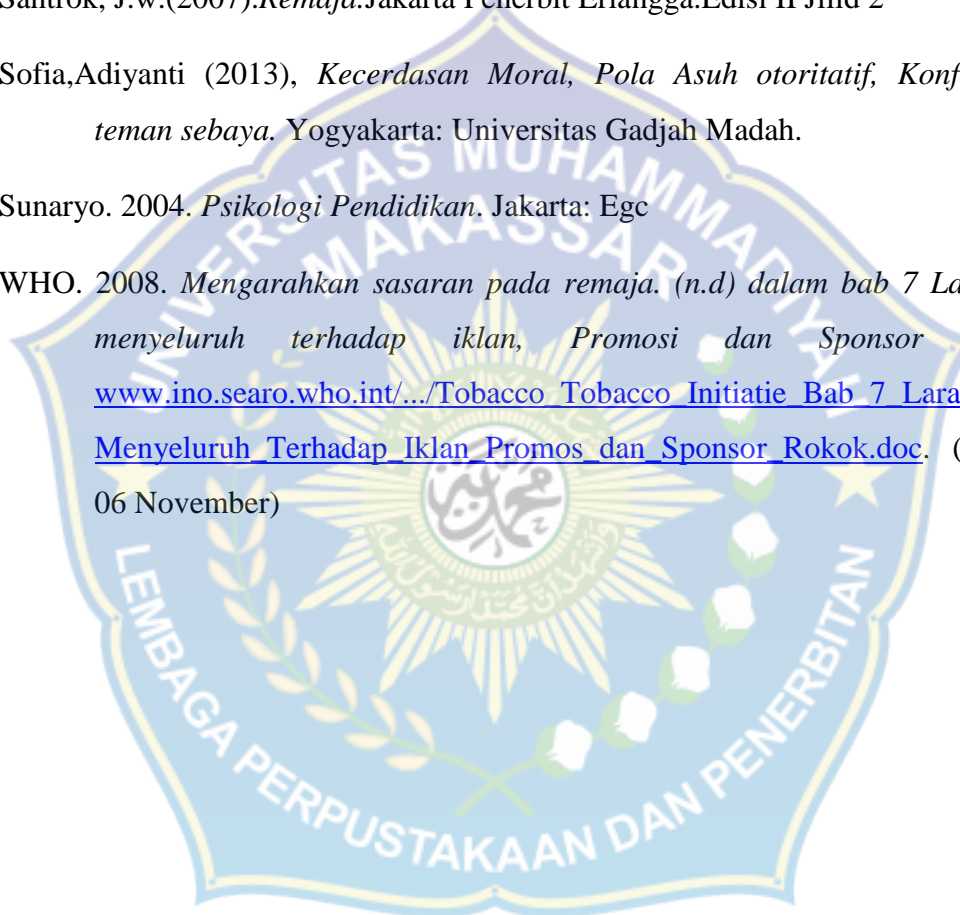 Santrok, J.w.(2007).Remaja.Jakarta Penerbit Erlangga.Edisi II Jilid 2
Sofia,Adiyanti (2013), Kecerdasan Moral, Pola Asuh otoritatif, Konf
teman sebaya. Yogyakarta: Universitas Gadjah Madah.
Sunaryo. 2004. Psikologi Pendidikan. Jakarta: Egc
WHO. 2008. Mengarahkan sasaran pada remaja. (n.d) dalam bab 7 La
menyeluruh terhadap iklan, Promosi dan Sponsor
www.ino.searo.who.int/.../Tobacco_Tobacco_Initiatie_Bab_7_Lara
Menyeluruh_Terhadap_Iklan_Promos_dan_Sponsor_Rokok.doc. (
06 November)
UNIVERSITAS MUHAMMADIYAH
MAKASSAR
LEMBAGA PERPUSTAKAAN DAN PENERBITAN